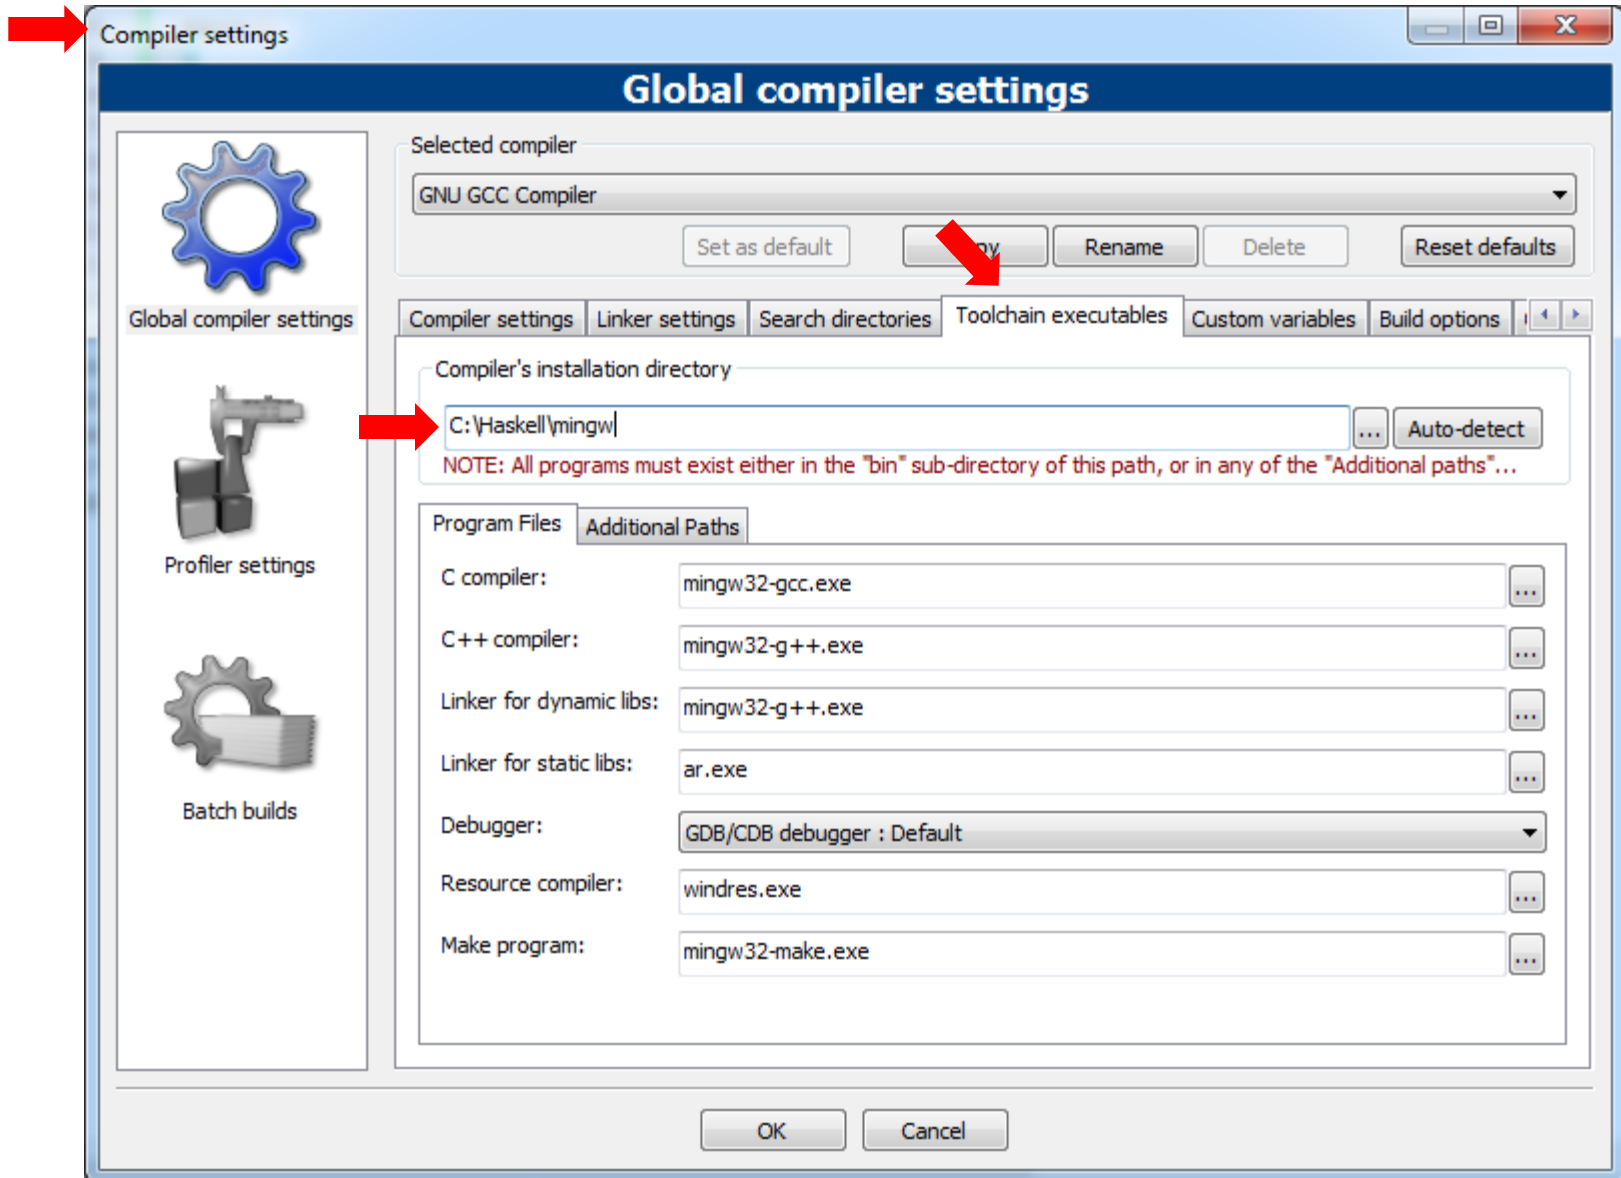 Compiler settings
Global compiler settings
Global compiler settings
Profiler settings
Batch builds
Selected compiler
GNU GCC Compiler
Set as default
Rename
Delete
Reset defaults
Compiler settings
Linker settings
Search directories
Toolchain executables
Custom variables
Build options
Compiler's installation directory
C:\Haskell\mingw
...
Auto-detect
NOTE: All programs must exist either in the "bin" sub-directory of this path, or in any of the "Additional paths"...
Program Files
Additional Paths
C compiler:
mingw32-gcc.exe
...
C++ compiler:
mingw32-g++.exe
...
Linker for dynamic libs:
mingw32-g++.exe
...
Linker for static libs:
ar.exe
...
Debugger:
GDB/CDB debugger : Default
Resource compiler:
windres.exe
...
Make program:
mingw32-make.exe
...
OK
Cancel